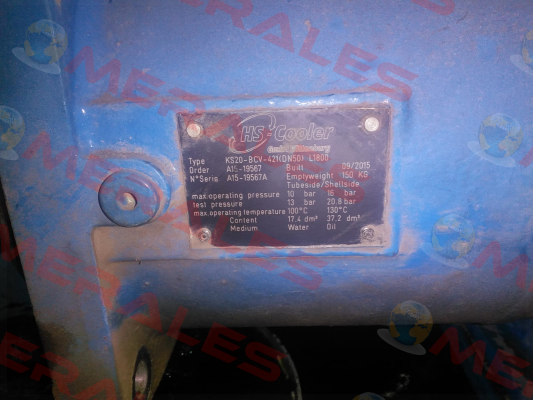 HS-Cooler
GmbH Wittenburg
Type KS20-BCV-421(DN50) L1800
Order A15-19567 Built 09/2015
N°Serie A15-19567A Emptyweight 150 KG
Tubeside/Shellside
max.operating pressure 10 bar 16 bar
test pressure 13 bar 20.8 bar
max.operating temperature 100°C 130°C
Content 17.4 dm³ 37.2 dm³
Medium Water Oil
MERALES
MERALES
MERALES
MERALES